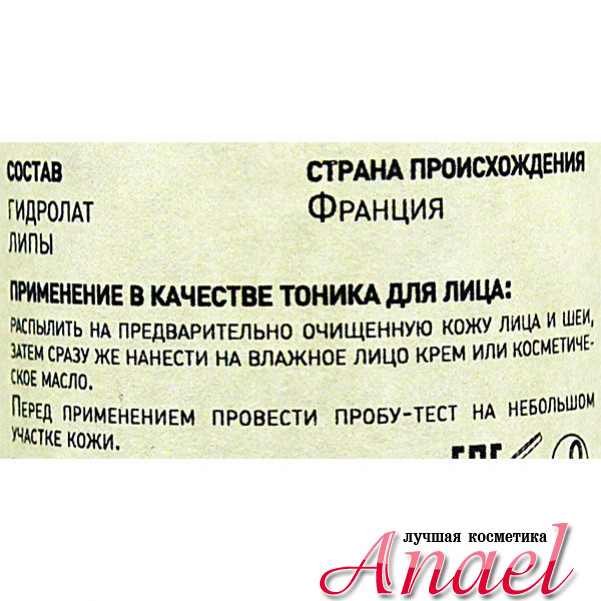 СОСТАВ
ГИДРОЛАТ
ЛИПЫ
СТРАНА ПРОИСХОЖДЕНИЯ
ФРАНЦИЯ
ПРИМЕНЕНИЕ В КАЧЕСТВЕ ТОНИКА ДЛЯ ЛИЦА:
РАСПЫЛИТЬ НА ПРЕДВАРИТЕЛЬНО ОЧИЩЕННУЮ КОЖУ ЛИЦА И ШЕИ,
ЗАТЕМ СРАЗУ ЖЕ НАНЕСТИ НА ВЛАЖНОЕ ЛИЦО КРЕМ ИЛИ КОСМЕТИЧЕ-
СКОЕ МАСЛО.
ПЕРЕД ПРИМЕНЕНИЕМ ПРОВЕСТИ ПРОБУ-ТЕСТ НА НЕБОЛЬШОМ
УЧАСТКЕ КОЖИ.
лучшая косметика
Anael